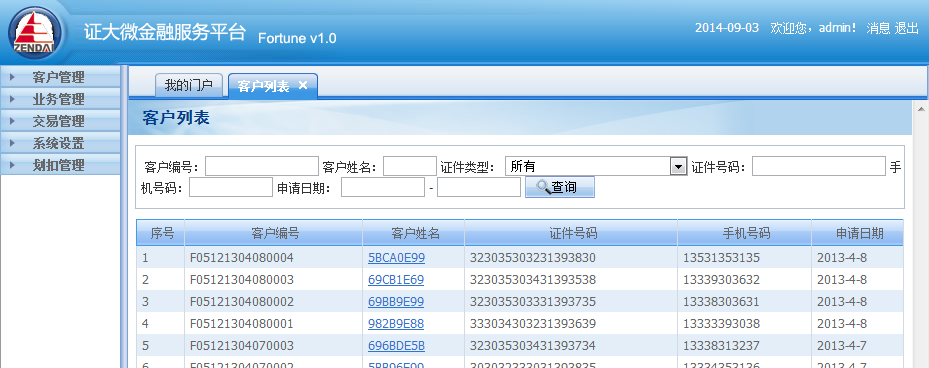 ZENDAI 证大微金融服务平台 Fortune v1.0 2014-09-03 欢迎您，admin！ 消息 退出
客户管理
业务管理
交易管理
系统设置
划扣管理
我的门户 客户列表 ×
客户列表
客户编号： 客户姓名： 证件类型： 所有 证件号码： 手
机号码： 申请日期： - 查询
序号 客户编号 客户姓名 证件号码 手机号码 申请日期
1 F05121304080004 5BCA0E99 323035303231393830 13531353135 2013-4-8
2 F05121304080003 69CB1E69 323035303431393538 13339303632 2013-4-8
3 F05121304080002 69BB9E99 323035303331393735 13338303631 2013-4-8
4 F05121304080001 982B9E88 333034303231393639 13333393038 2013-4-8
5 F05121304070003 696BDE5B 323035303431393734 13338313237 2013-4-7